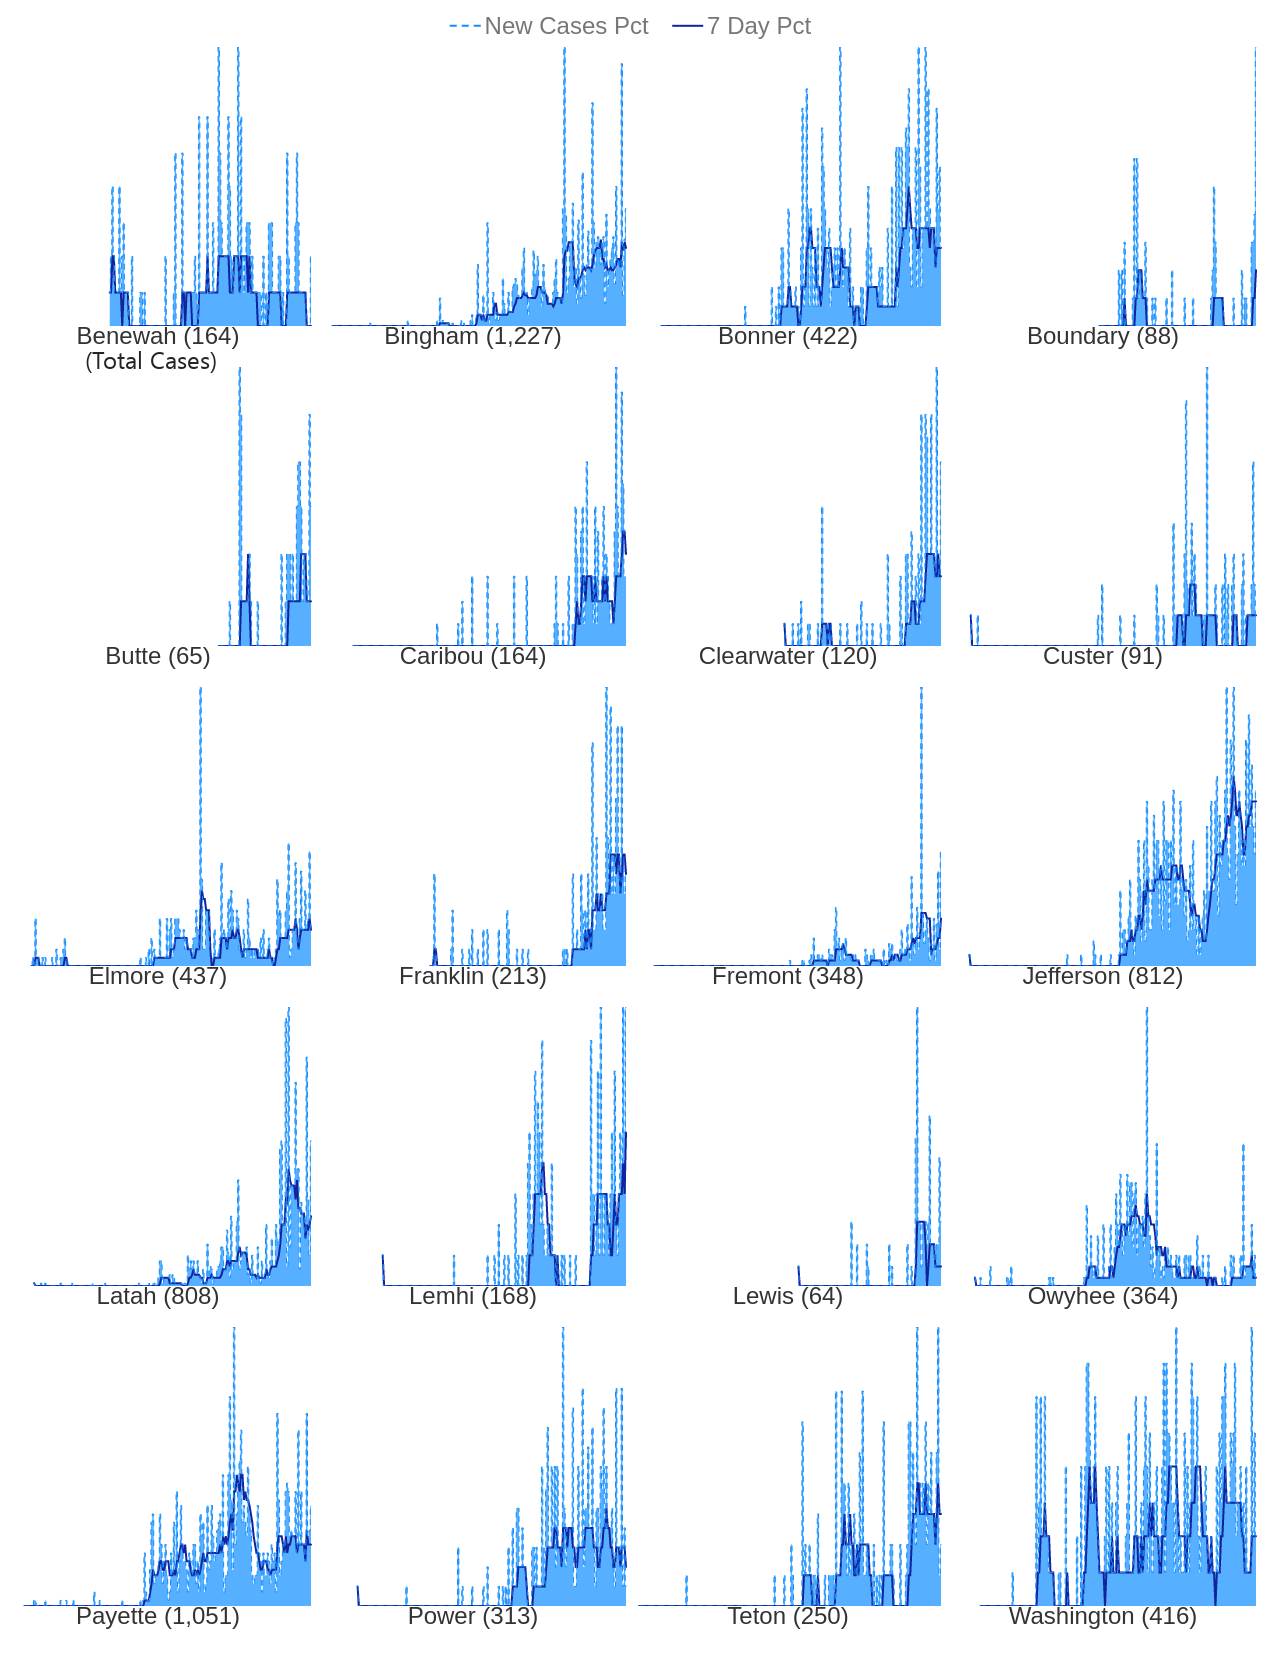 New Cases Pct 7 Day Pct
Benewah (164) Bingham (1,227) Bonner (422) Boundary (88)
(Total Cases)
Butte (65) Caribou (164) Clearwater (120) Custer (91)
Elmore (437) Franklin (213) Fremont (348) Jefferson (812)
Latah (808) Lemhi (168) Lewis (64) Owyhee (364)
Payette (1,051) Power (313) Teton (250) Washington (416)